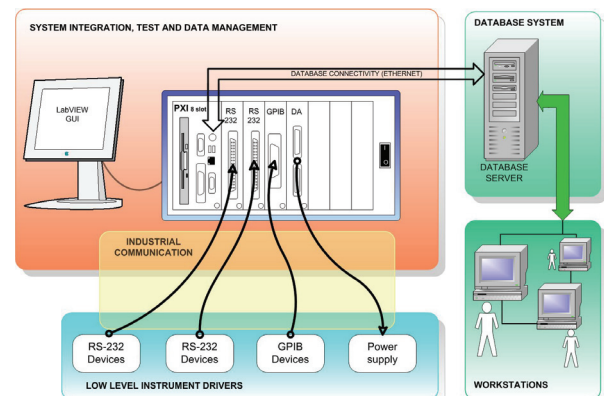 SYSTEM INTEGRATION, TEST AND DATA MANAGEMENT
DATABASE SYSTEM
DATABASE CONNECTIVITY (ETHERNET)
LabVIEW
GUI
PXI 8 slot
RS
232
RS
232
GPIB
DA
DATABASE
SERVER
INDUSTRIAL
COMMUNICATION
RS-232
Devices
RS-232
Devices
GPIB
Devices
Power
supply
LOW LEVEL INSTRUMENT DRIVERS
WORKSTATiONS